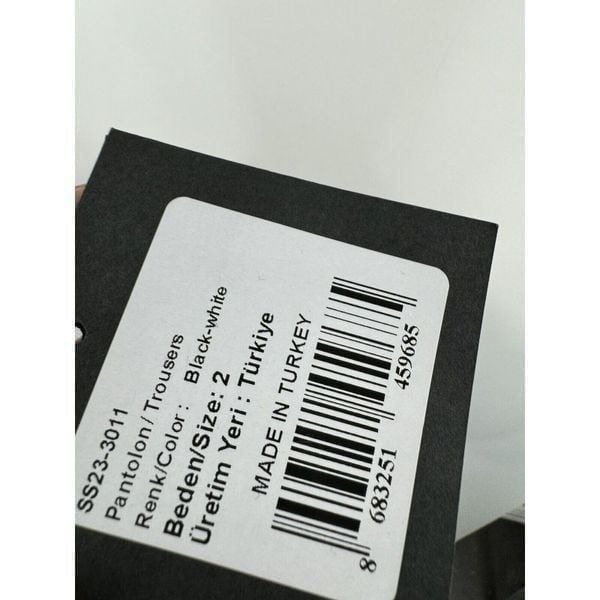 SS23-3011
Pantolon/Trousers
Renk/Color: Black-white
Beden/Size: 2
Üretim Yeri : Türkiye
MADE IN TURKEY
8 683251 459685